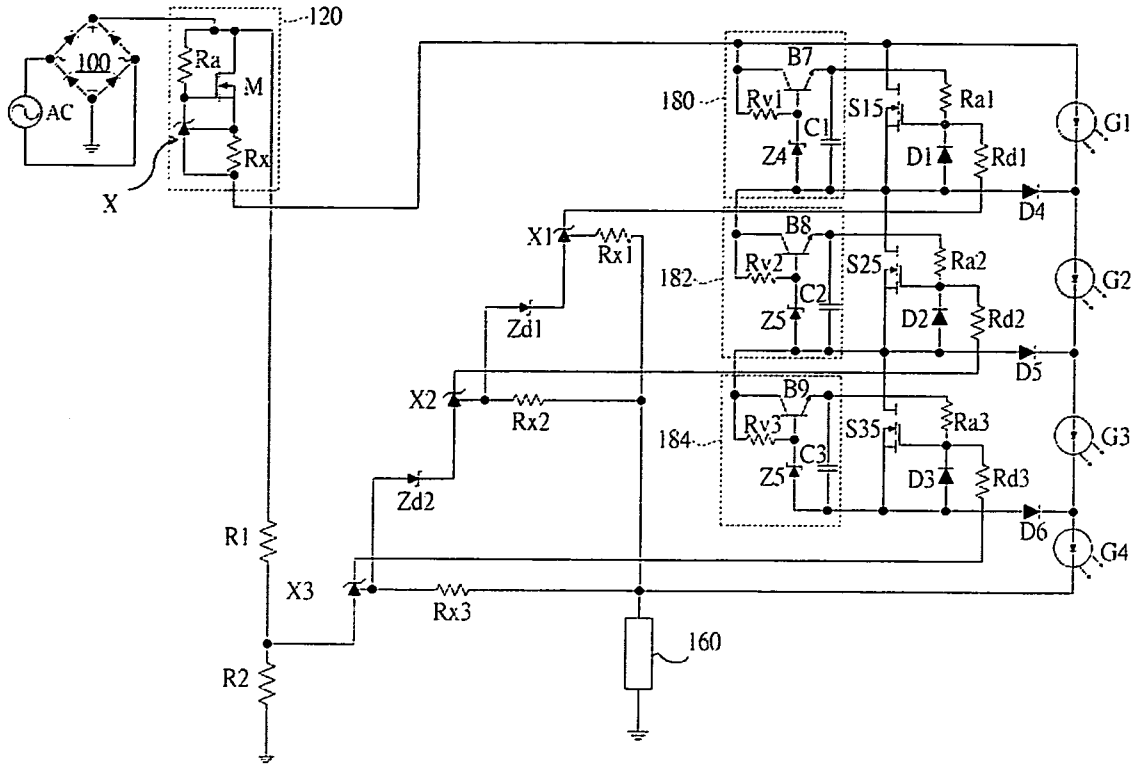 120
+
Ra
100
M
AC
−
B7
180
Rv1
S15
Ra1
G1
C1
Z4
D1
Rd1
Rx
X
D4
X1
Rx1
B8
182
Rv2
S25
Ra2
G2
C2
Z5
D2
Rd2
Zd1
D5
X2
Rx2
B9
184
Rv3
S35
Ra3
G3
C3
Z5
D3
Rd3
Zd2
D6
R1
G4
X3
Rx3
160
R2